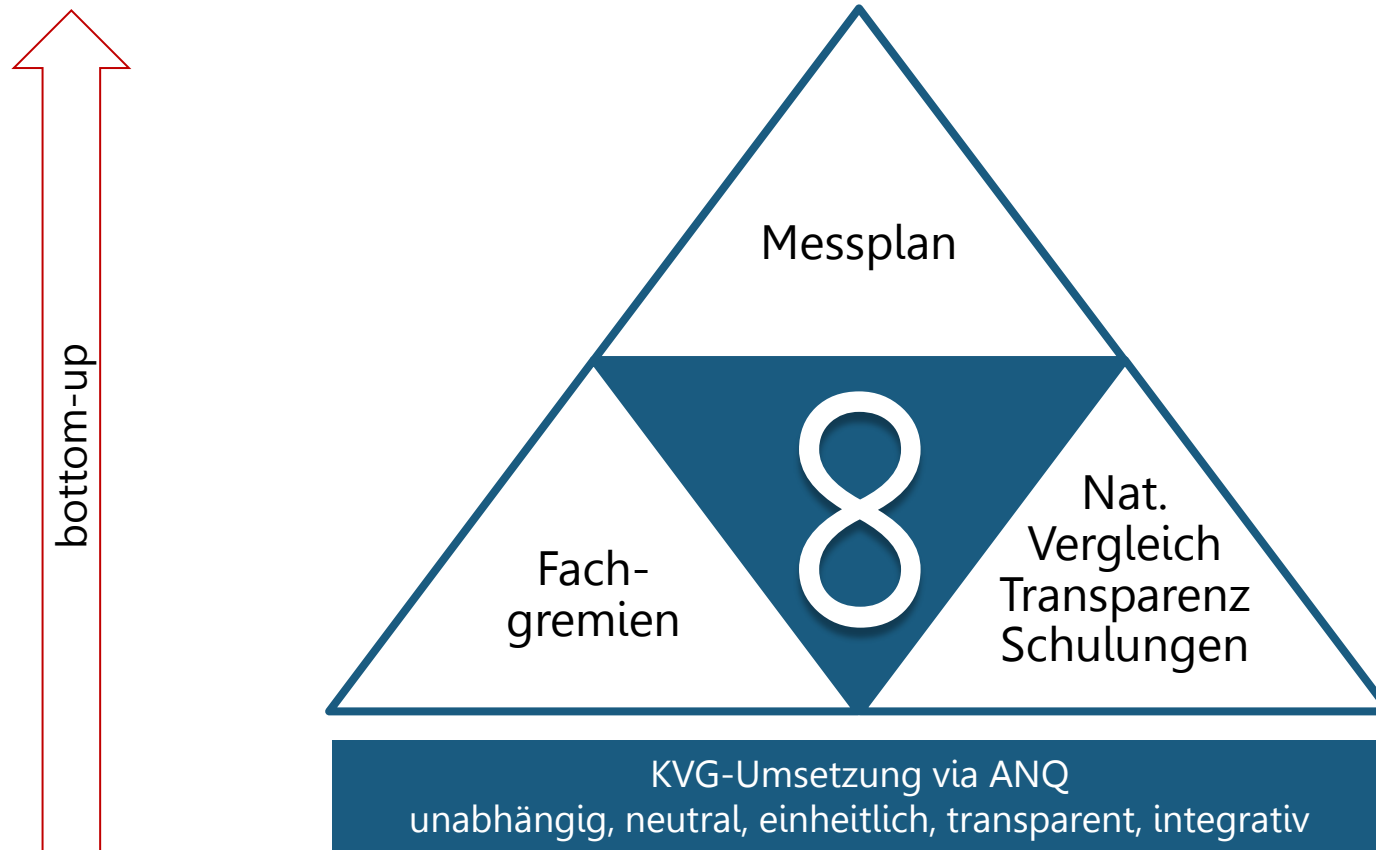 bottom-up
Messplan
8
Fach-
gremien
Nat.
Vergleich
Transparenz
Schulungen
KVG-Umsetzung via ANQ
unabhängig, neutral, einheitlich, transparent, integrativ